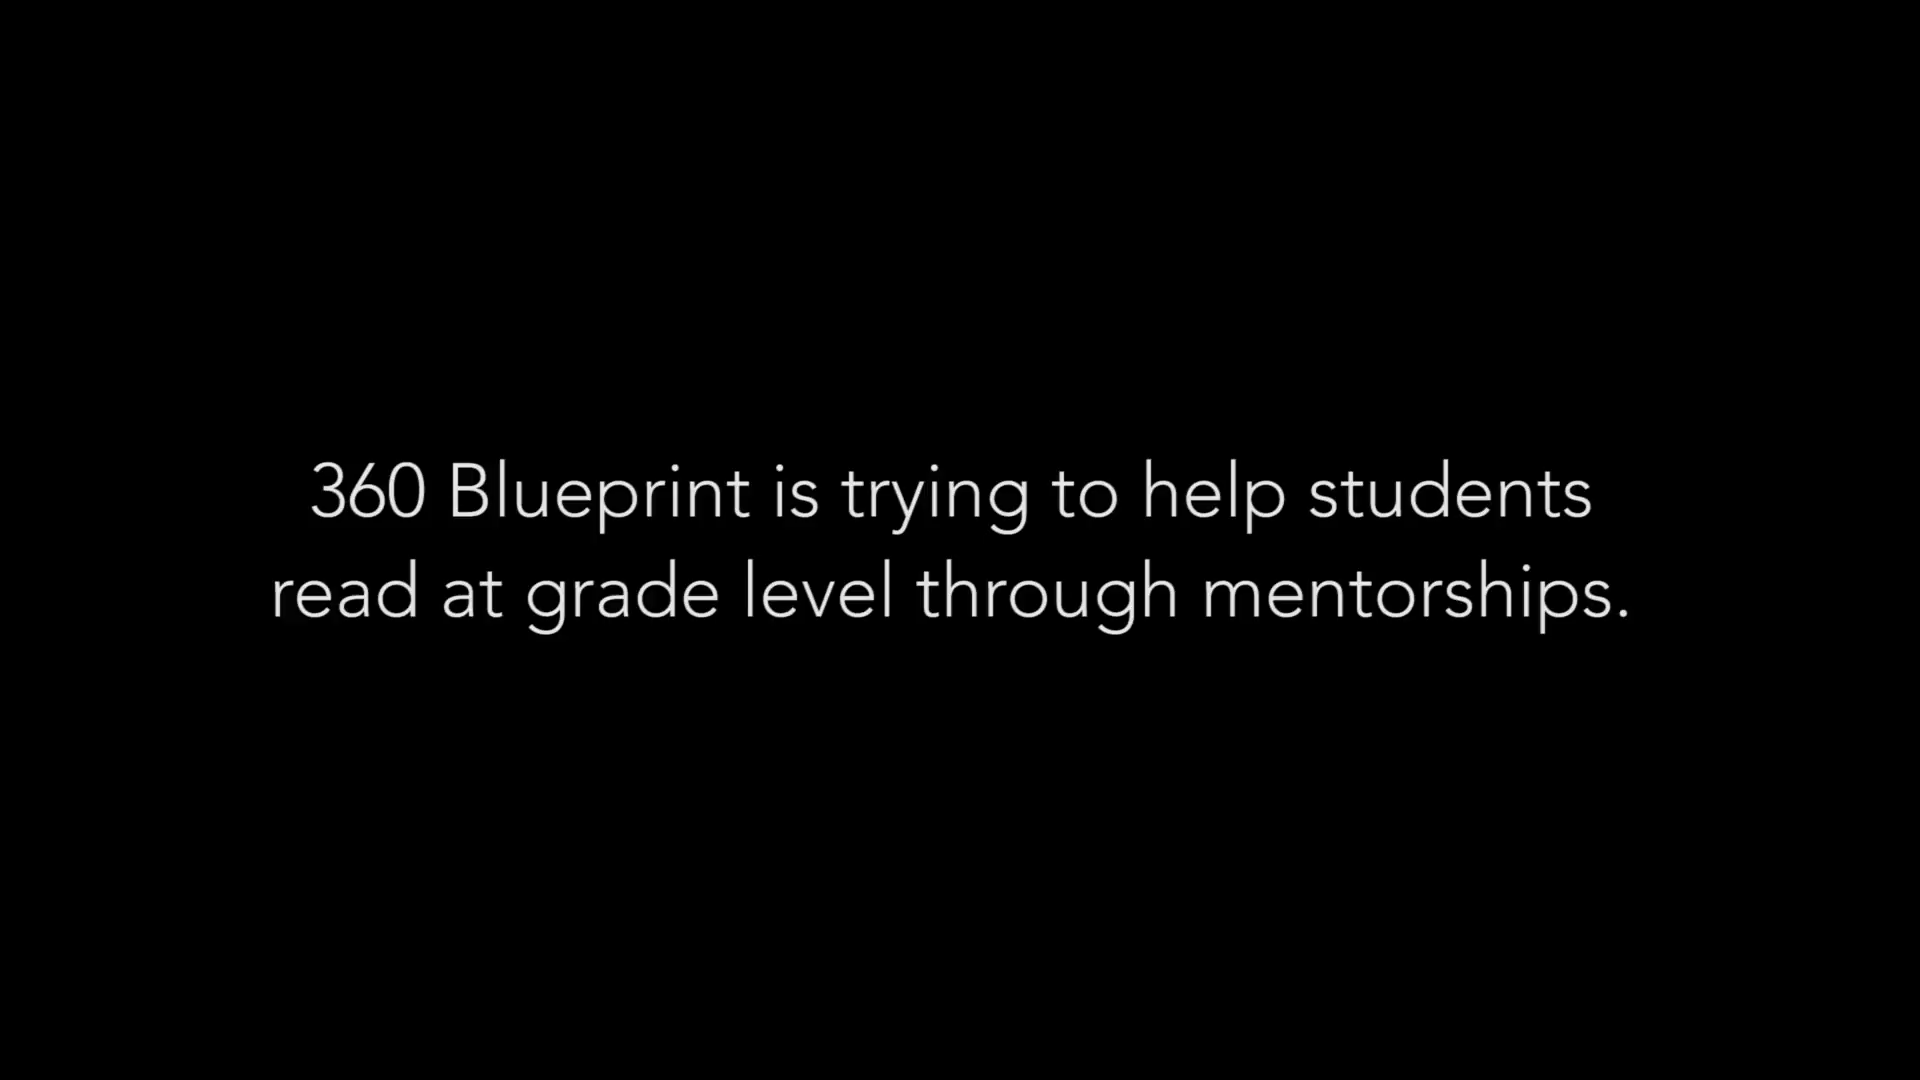 360 Blueprint is trying to help students
read at grade level through mentorships.